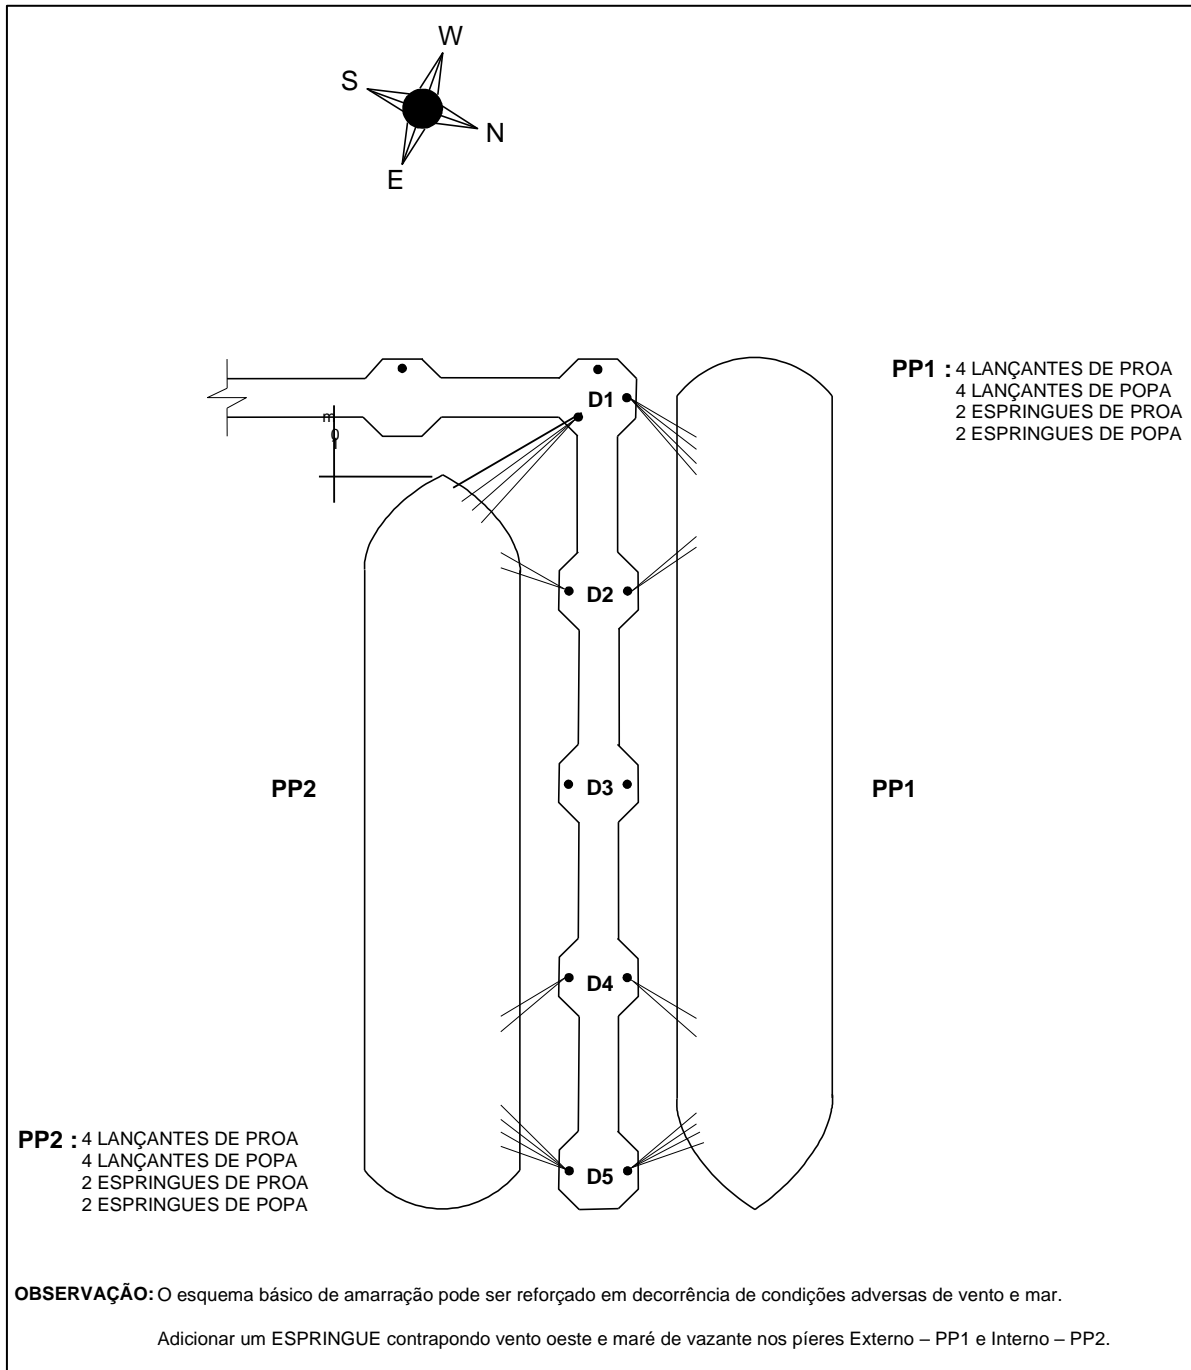 W
S
N
E
PP1 : 4 LANÇANTES DE PROA
4 LANÇANTES DE POPA
2 ESPRINGUES DE PROA
2 ESPRINGUES DE POPA
D1
D2
PP2
D3
PP1
D4
PP2 : 4 LANÇANTES DE PROA
4 LANÇANTES DE POPA
2 ESPRINGUES DE PROA
2 ESPRINGUES DE POPA
D5
OBSERVAÇÃO: O esquema básico de amarração pode ser reforçado em decorrência de condições adversas de vento e mar.
Adicionar um ESPRINGUE contrapondo vento oeste e maré de vazante nos píeres Externo – PP1 e Interno – PP2.